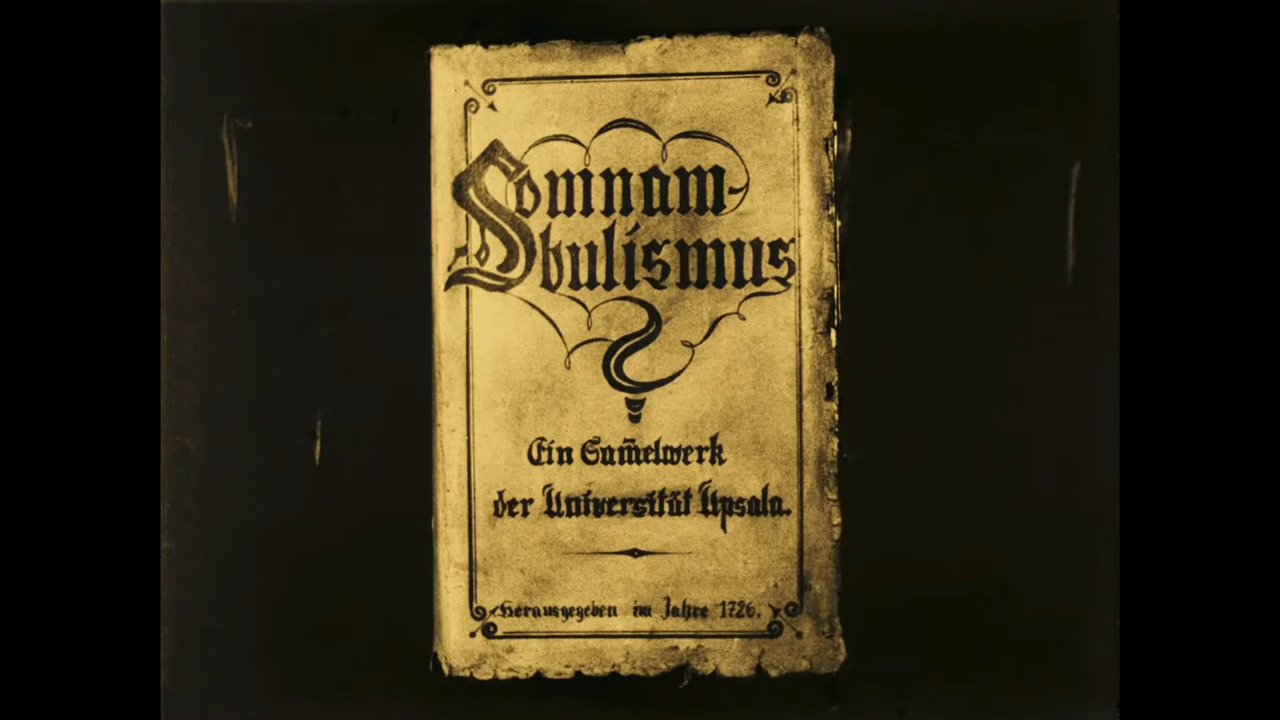 Somnam-
bulismus
Ein Sam̅elwerk
der Universität Upsala.
Herausgegeben im Jahre 1726.